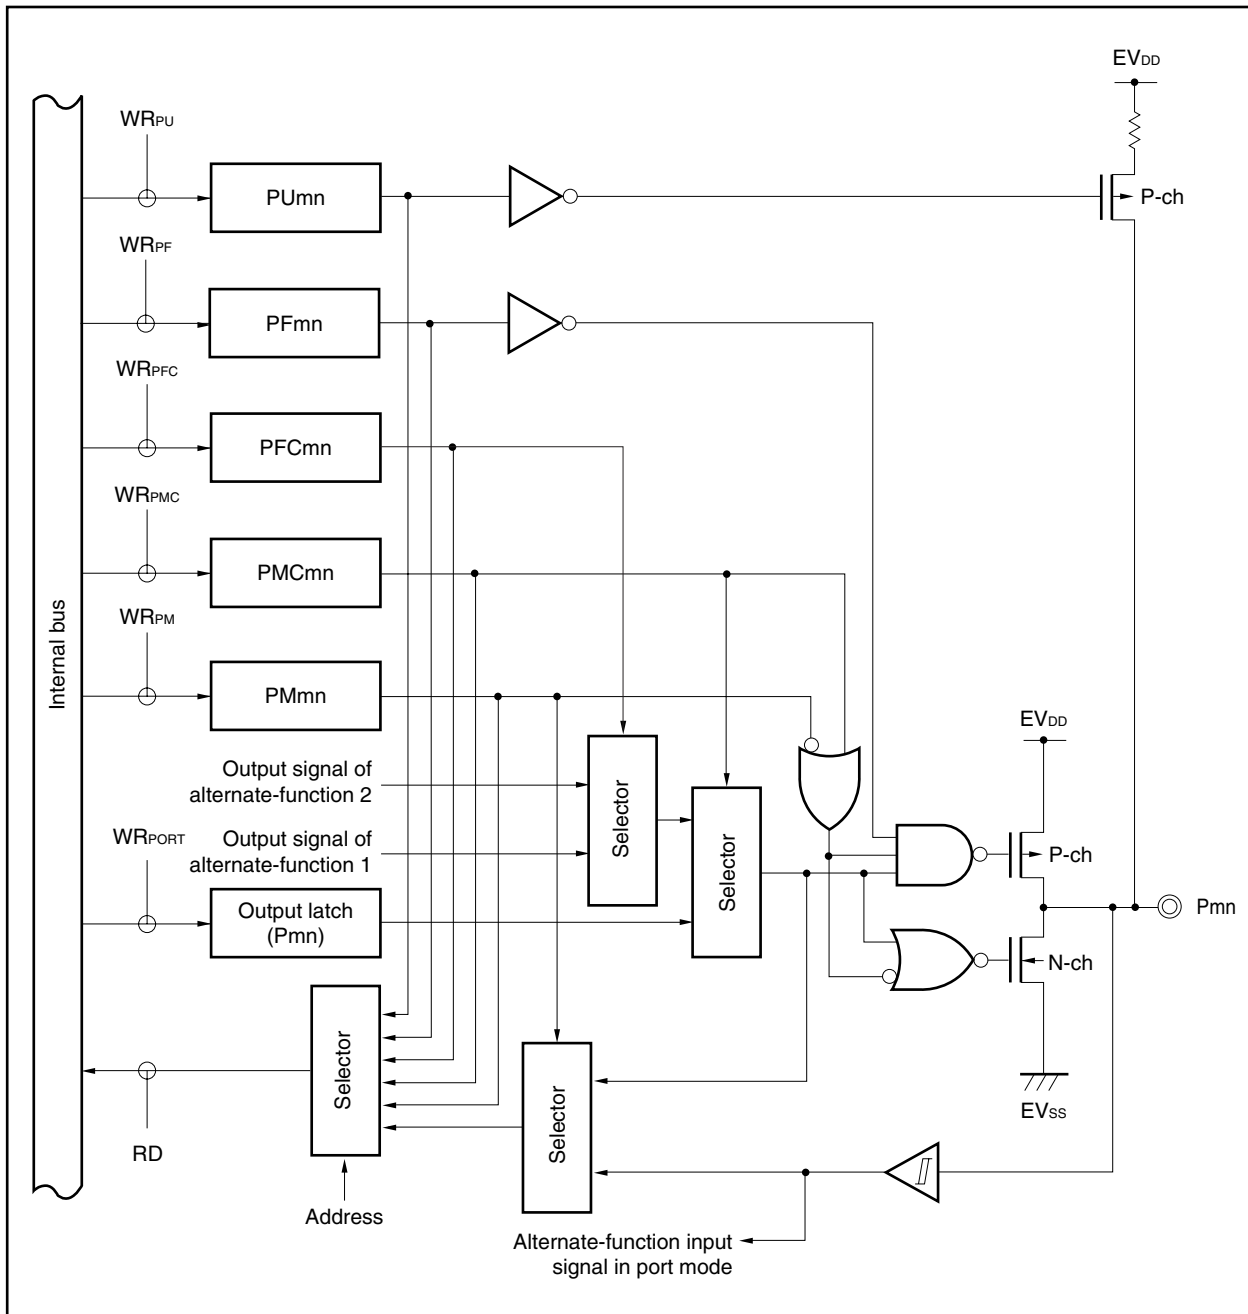 EVDD
WRPU
PUmn
P-ch
WRPF
PFmn
WRPFC
PFCmn
WRPMC
PMCmn
WRPM
PMmn
Internal bus
EVDD
Output signal of
alternate-function 2
Selector
Selector
WRPORT
Output signal of
alternate-function 1
P-ch
Output latch
(Pmn)
Pmn
N-ch
Selector
Selector
EVSS
RD
Address
Alternate-function input
signal in port mode